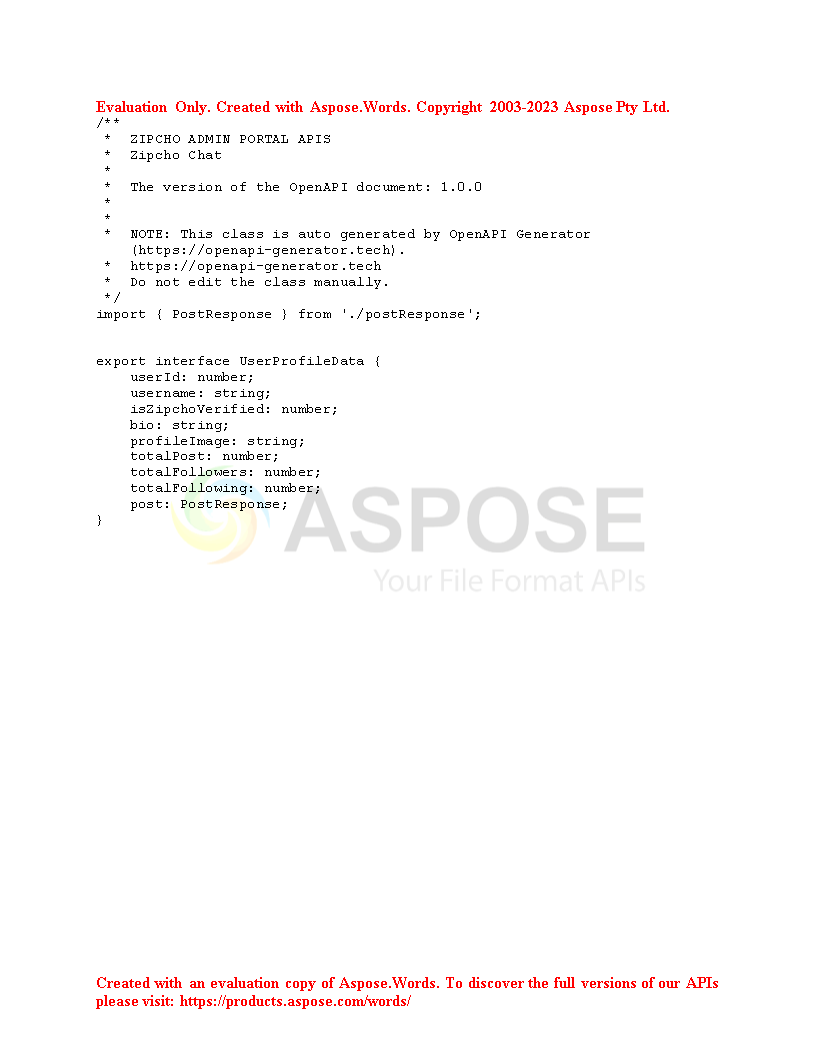 Evaluation Only. Created with Aspose.Words. Copyright 2003-2023 Aspose Pty Ltd.
/**
 * ZIPCHO ADMIN PORTAL APIS
 * Zipcho Chat
 *
 * The version of the OpenAPI document: 1.0.0
 *
 *
 * NOTE: This class is auto generated by OpenAPI Generator
(https://openapi-generator.tech).
 * https://openapi-generator.tech
 * Do not edit the class manually.
 */
import { PostResponse } from './postResponse';
export interface UserProfileData {
    userId: number;
    username: string;
    isZipchoVerified: number;
    bio: string;
    profileImage: string;
    totalPost: number;
    totalFollowers: number;
    totalFollowing: number;
    post: PostResponse;
}
ASPOSE
Your File Format APIs
Created with an evaluation copy of Aspose.Words. To discover the full versions of our APIs
please visit: https://products.aspose.com/words/